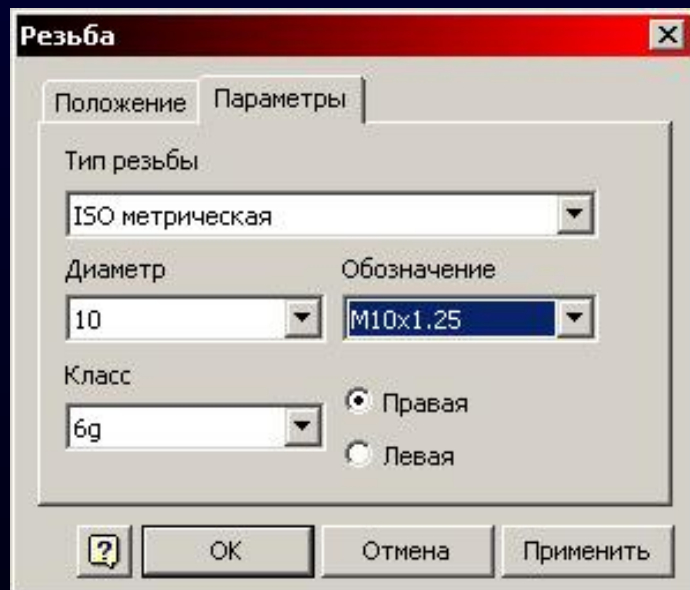 Резьба
Положение Параметры
Тип резьбы
ISO метрическая
Диаметр Обозначение
10 M10x1.25
Класс
6g Правая
Левая
OK Отмена Применить